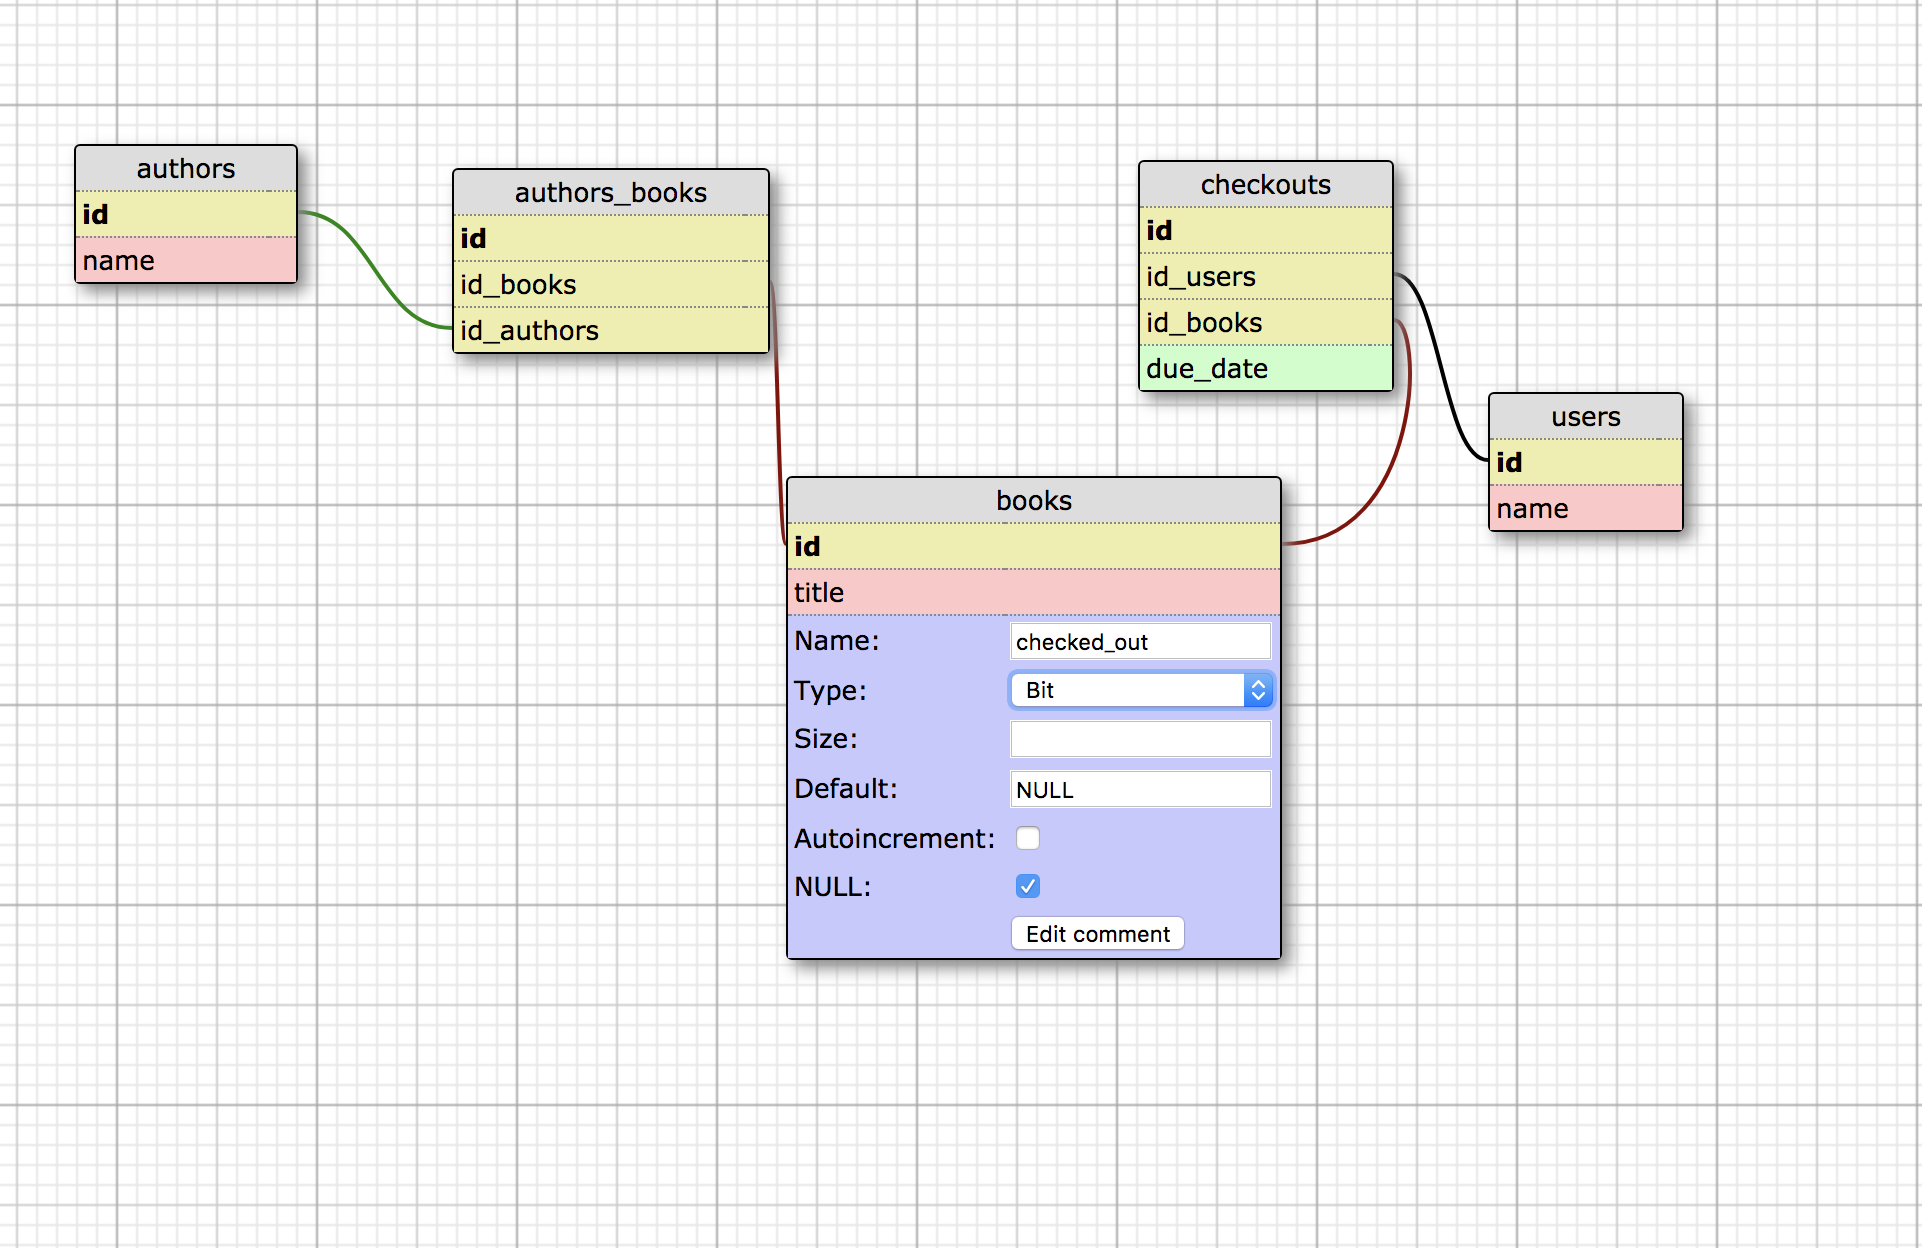 authors
id
name
authors_books
id
id_books
id_authors
checkouts
id
id_users
id_books
due_date
users
id
name
books
id
title
Name: checked_out
Type: Bit
Size:
Default: NULL
Autoincrement:
NULL:
Edit comment